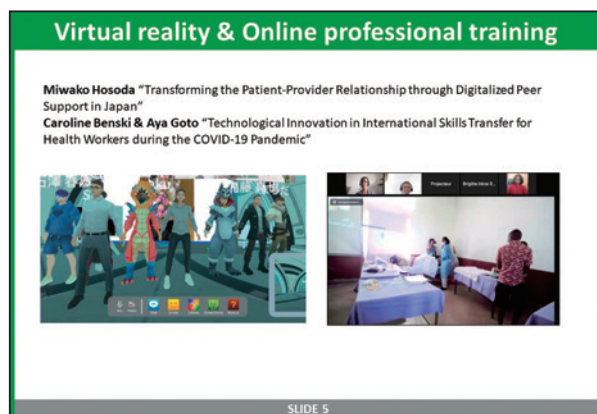 Virtual reality & Online professional training
Miwako Hosoda “Transforming the Patient-Provider Relationship through Digitalized Peer
Support in Japan”
Caroline Benski & Aya Goto “Technological Innovation in International Skills Transfer for
Health Workers during the COVID-19 Pandemic”
Projecteur
SLIDE 5